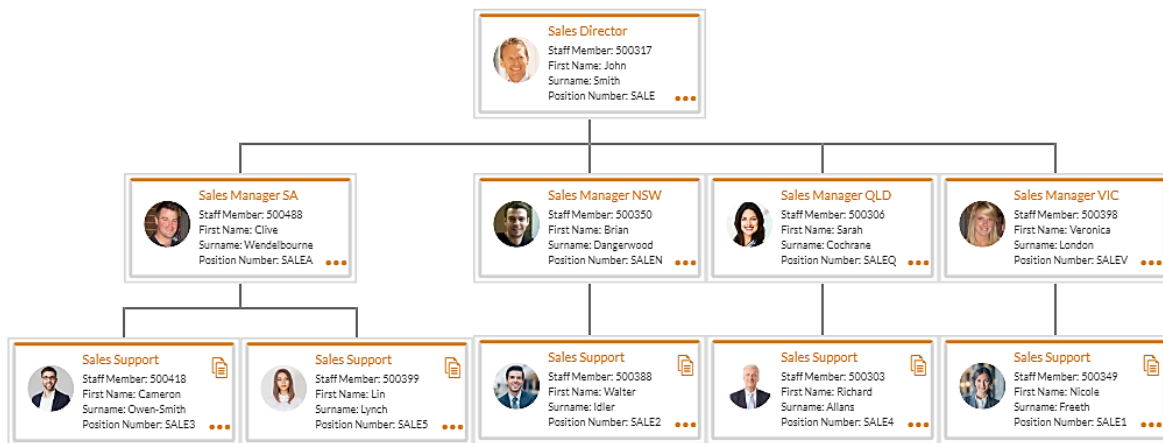 Sales Director
Staff Member: 500317
First Name: John
Surname: Smith
Position Number: SALE
Sales Manager SA
Staff Member: 500488
First Name: Clive
Surname: Wendelbourne
Position Number: SALEA
Sales Manager NSW
Staff Member: 500350
First Name: Brian
Surname: Dangerwood
Position Number: SALEN
Sales Manager QLD
Staff Member: 500306
First Name: Sarah
Surname: Cochrane
Position Number: SALEQ
Sales Manager VIC
Staff Member: 500398
First Name: Veronica
Surname: London
Position Number: SALEV
Sales Support
Staff Member: 500418
First Name: Cameron
Surname: Owen-Smith
Position Number: SALE3
Sales Support
Staff Member: 500399
First Name: Lin
Surname: Lynch
Position Number: SALE5
Sales Support
Staff Member: 500388
First Name: Walter
Surname: Idler
Position Number: SALE2
Sales Support
Staff Member: 500303
First Name: Richard
Surname: Allans
Position Number: SALE4
Sales Support
Staff Member: 500349
First Name: Nicole
Surname: Freeth
Position Number: SALE1